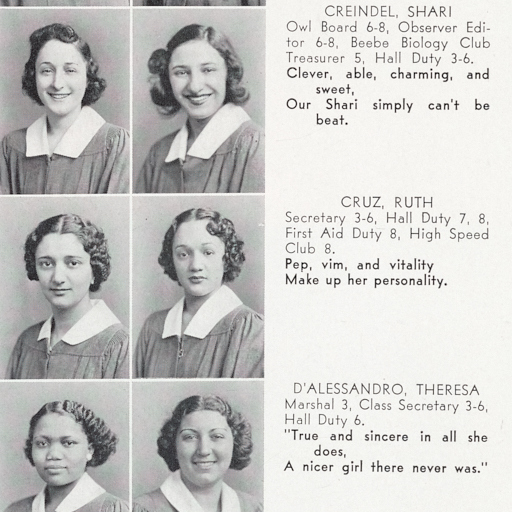 CREINDEL, SHARI
Owl Board 6-8, Observer Edi-
tor 6-8, Beebe Biology Club
Treasurer 5, Hall Duty 3-6.
Clever, able, charming, and
sweet,
Our Shari simply can't be
beat.
CRUZ, RUTH
Secretary 3-6, Hall Duty 7, 8,
First Aid Duty 8, High Speed
Club 8.
Pep, vim, and vitality
Make up her personality.
D'ALESSANDRO, THERESA
Marshal 3, Class Secretary 3-6,
Hall Duty 6.
"True and sincere in all she
does,
A nicer girl there never was."